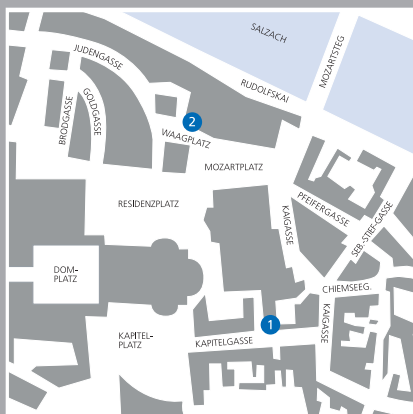 SALZACH
MOZARTSTEG
JUDENGASSE
RUDOLFSKAI
GOLDGASSE
BRODGASSE
2
WAAGPLATZ
MOZARTPLATZ
PFEIFERGASSE
RESIDENZPLATZ
KAIGASSE
SEB.-STIEF-GASSE
DOM-
PLATZ
CHIEMSEEG.
1
KAPITEL-
PLATZ
KAPITELGASSE
KAIGASSE